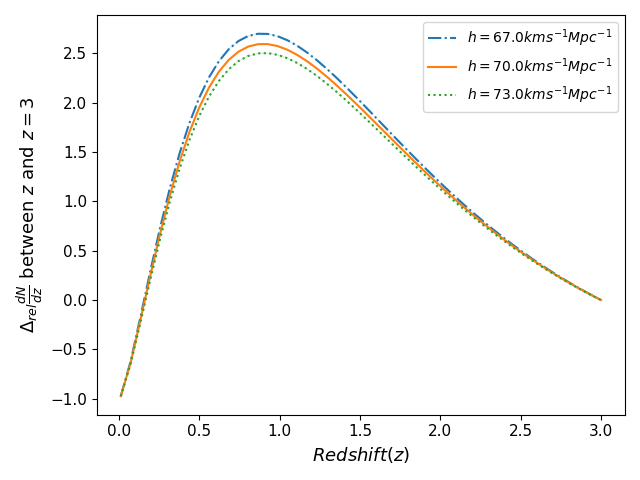 h = 67.0kms⁻¹Mpc⁻¹
h = 70.0kms⁻¹Mpc⁻¹
h = 73.0kms⁻¹Mpc⁻¹
Δ_rel dN/dz between z and z = 3
2.5
2.0
1.5
1.0
0.5
0.0
−0.5
−1.0
0.0 0.5 1.0 1.5 2.0 2.5 3.0
Redshift(z)